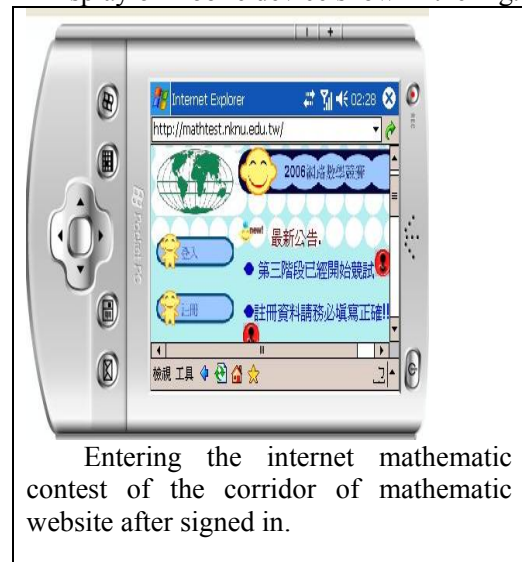 Internet Explorer 02:28
http://mathtest.nknu.edu.tw/
2006網路數學競賽
new!
最新公告.
登入
●第三階段已經開始競試
註冊
●註冊資料請務必填寫正確!!
檢視 工具
Pocket PC
Entering the internet mathematic
contest of the corridor of mathematic
website after signed in.